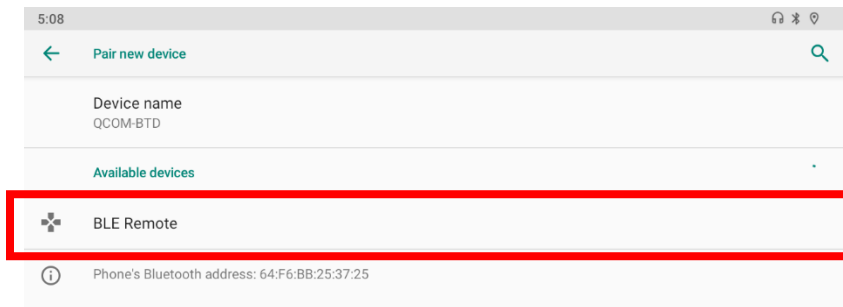 5:08
Pair new device
Device name
QCOM-BTD
Available devices
BLE Remote
Phone's Bluetooth address: 64:F6:BB:25:37:25